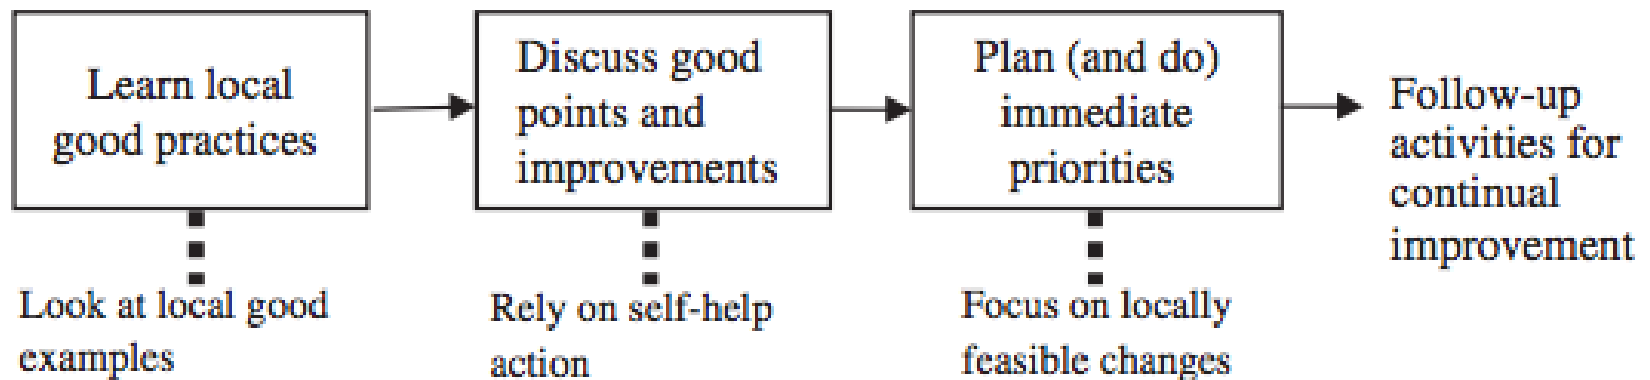 Learn local
good practices
Discuss good
points and
improvements
Plan (and do)
immediate
priorities
Follow-up
activities for
continual
improvement
Look at local good
examples
Rely on self-help
action
Focus on locally
feasible changes